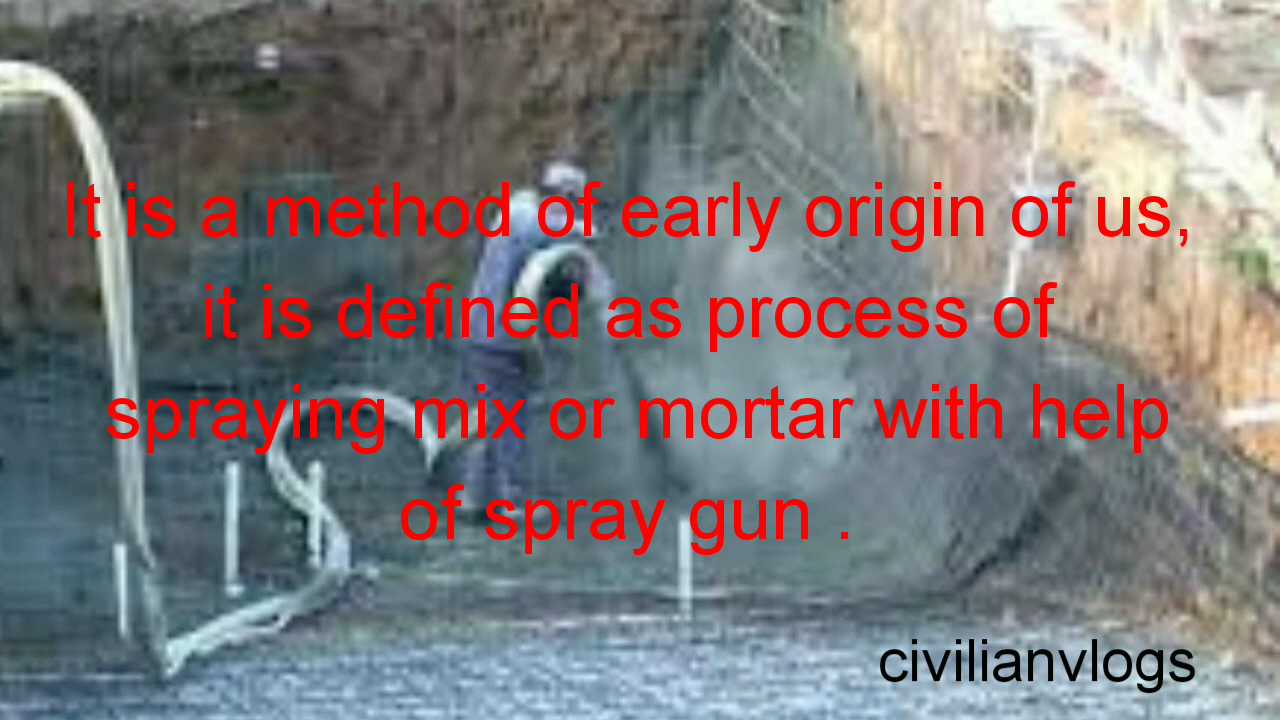 It is a method of early origin of us,
it is defined as process of
spraying mix or mortar with help
of spray gun .
civilianvlogs